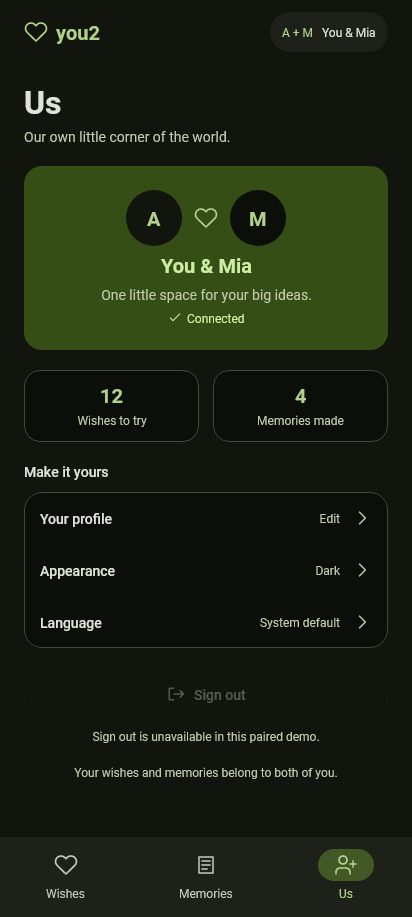 you2
A + M You & Mia
Us
Our own little corner of the world.
A M
You & Mia
One little space for your big ideas.
Connected
12 4
Wishes to try Memories made
Make it yours
Your profile Edit
Appearance Dark
Language System default
Sign out
Sign out is unavailable in this paired demo.
Your wishes and memories belong to both of you.
Wishes Memories Us